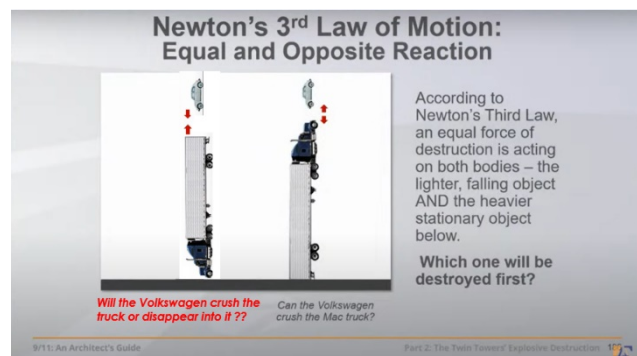 Newton's 3rd Law of Motion:
Equal and Opposite Reaction
According to
Newton's Third Law,
an equal force of
destruction is acting
on both bodies – the
lighter, falling object
AND the heavier
stationary object
below.
Which one will be
destroyed first?
Will the Volkswagen crush the
truck or disappear into it ??
Can the Volkswagen
crush the Mac truck?
9/11: An Architect's Guide
Part 2: The Twin Towers' Explosive Destruction